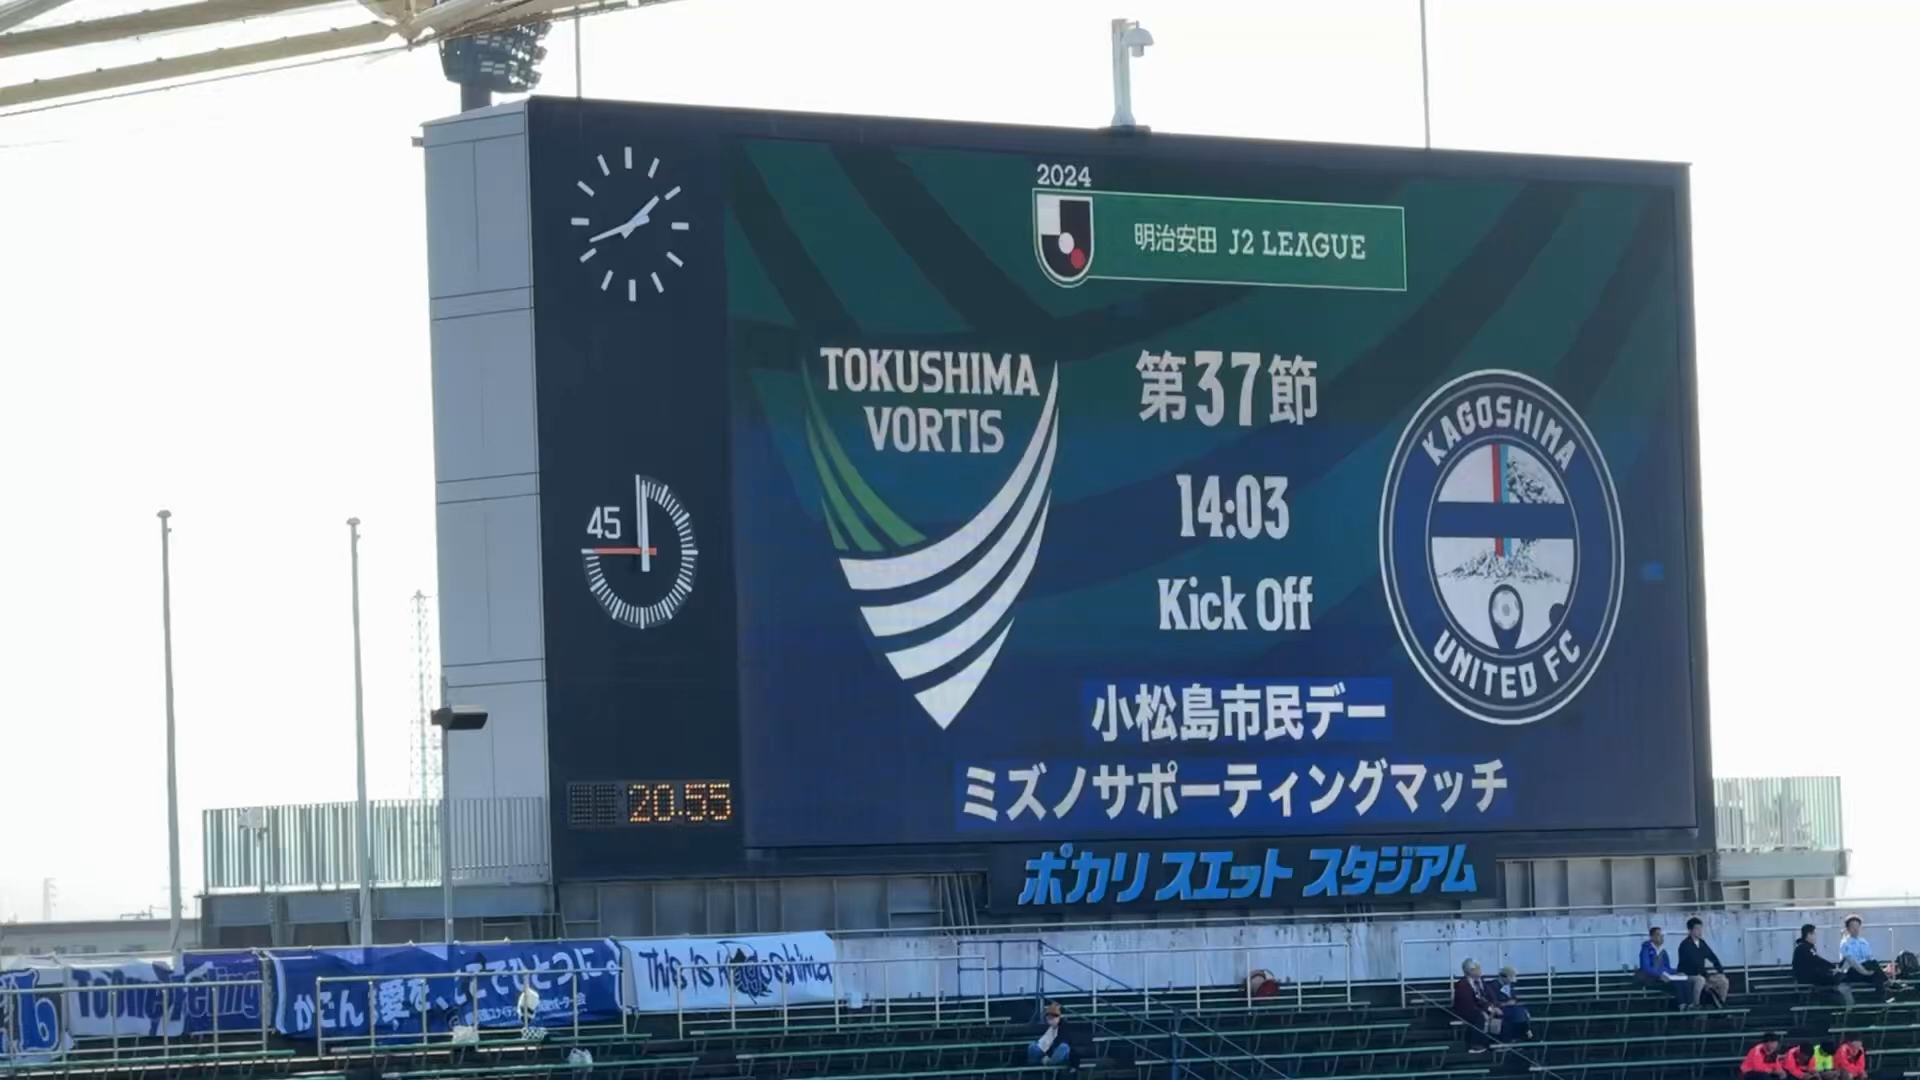 2024
明治安田 J2 LEAGUE
TOKUSHIMA
VORTIS
第37節
14:03
Kick Off
KAGOSHIMA
UNITED FC
小松島市民デー
ミズノサポーティングマッチ
45
20.55
ポカリスエット スタジアム
This is Kagoshima